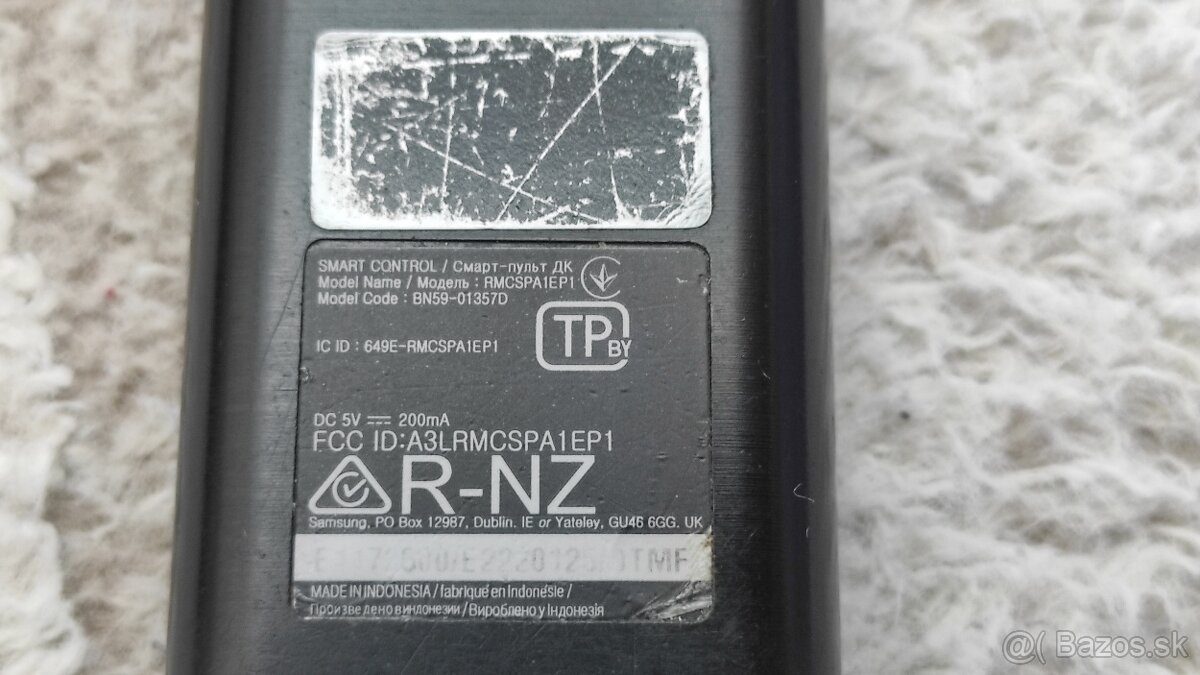 SMART CONTROL / Смарт-пульт ДК
Model Name / Модель : RMCSPA1EP1
Model Code : BN59-01357D
TP BY
IC ID : 649E-RMCSPA1EP1
DC 5V ⎓ 200mA
FCC ID:A3LRMCSPA1EP1
R-NZ
Samsung, PO Box 12987, Dublin. IE or Yateley, GU46 6GG. UK
MADE IN INDONESIA / fabriqué en Indonésie /
Произведено в индонезии / Вироблено у Індонезія
@( Bazos.sk